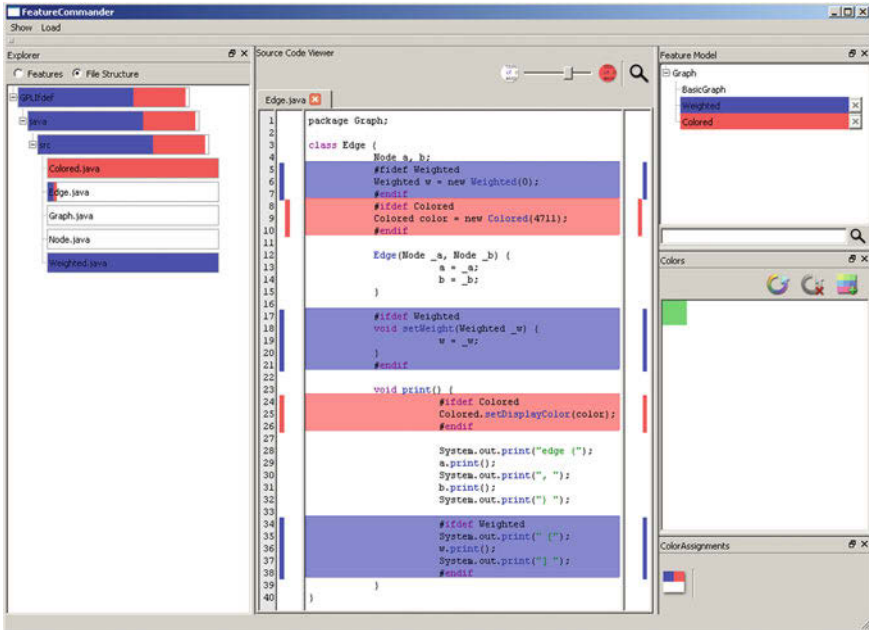 FeatureCommander
Show Load
Explorer
Features File Structure
GPLIfdef
java
src
Colored.java
Edge.java
Graph.java
Node.java
Weighted.java
Source Code Viewer
Edge.java
1 package Graph;
2
3 class Edge {
4 Node a, b;
5 #fidef Weighted
6 Weighted w = new Weighted(0);
7 #endif
8 #ifdef Colored
9 Colored color = new Colored(4711);
10 #endif
11
12 Edge(Node _a, Node _b) {
13 a = _a;
14 b = _b;
15 }
16
17 #ifdef Weighted
18 void setWeight(Weighted _w) {
19 w = _w;
20 }
21 #endif
22
23 void print() {
24 #ifdef Colored
25 Colored.setDisplayColor(color);
26 #endif
27
28 System.out.print("edge (");
29 a.print();
30 System.out.print(", ");
31 b.print();
32 System.out.print(") ");
33
34 #ifdef Weighted
35 System.out.print(" [");
36 w.print();
37 System.out.print("] ");
38 #endif
39 }
40 }
Feature Model
Graph
BasicGraph
Weighted
Colored
Colors
ColorAssignments